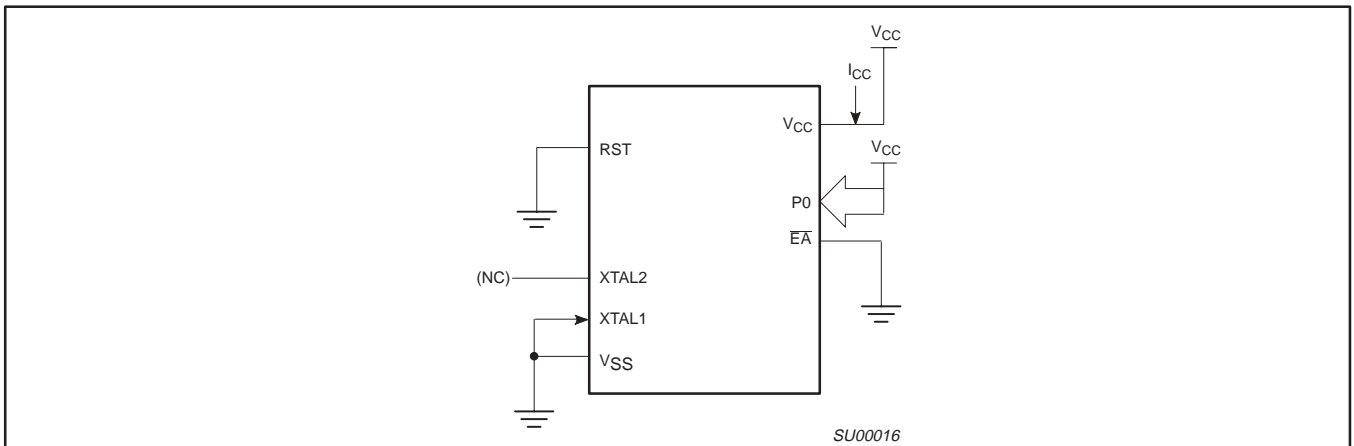 VCC
ICC
VCC
RST
VCC
P0
EA
(NC)
XTAL2
XTAL1
VSS
SU00016